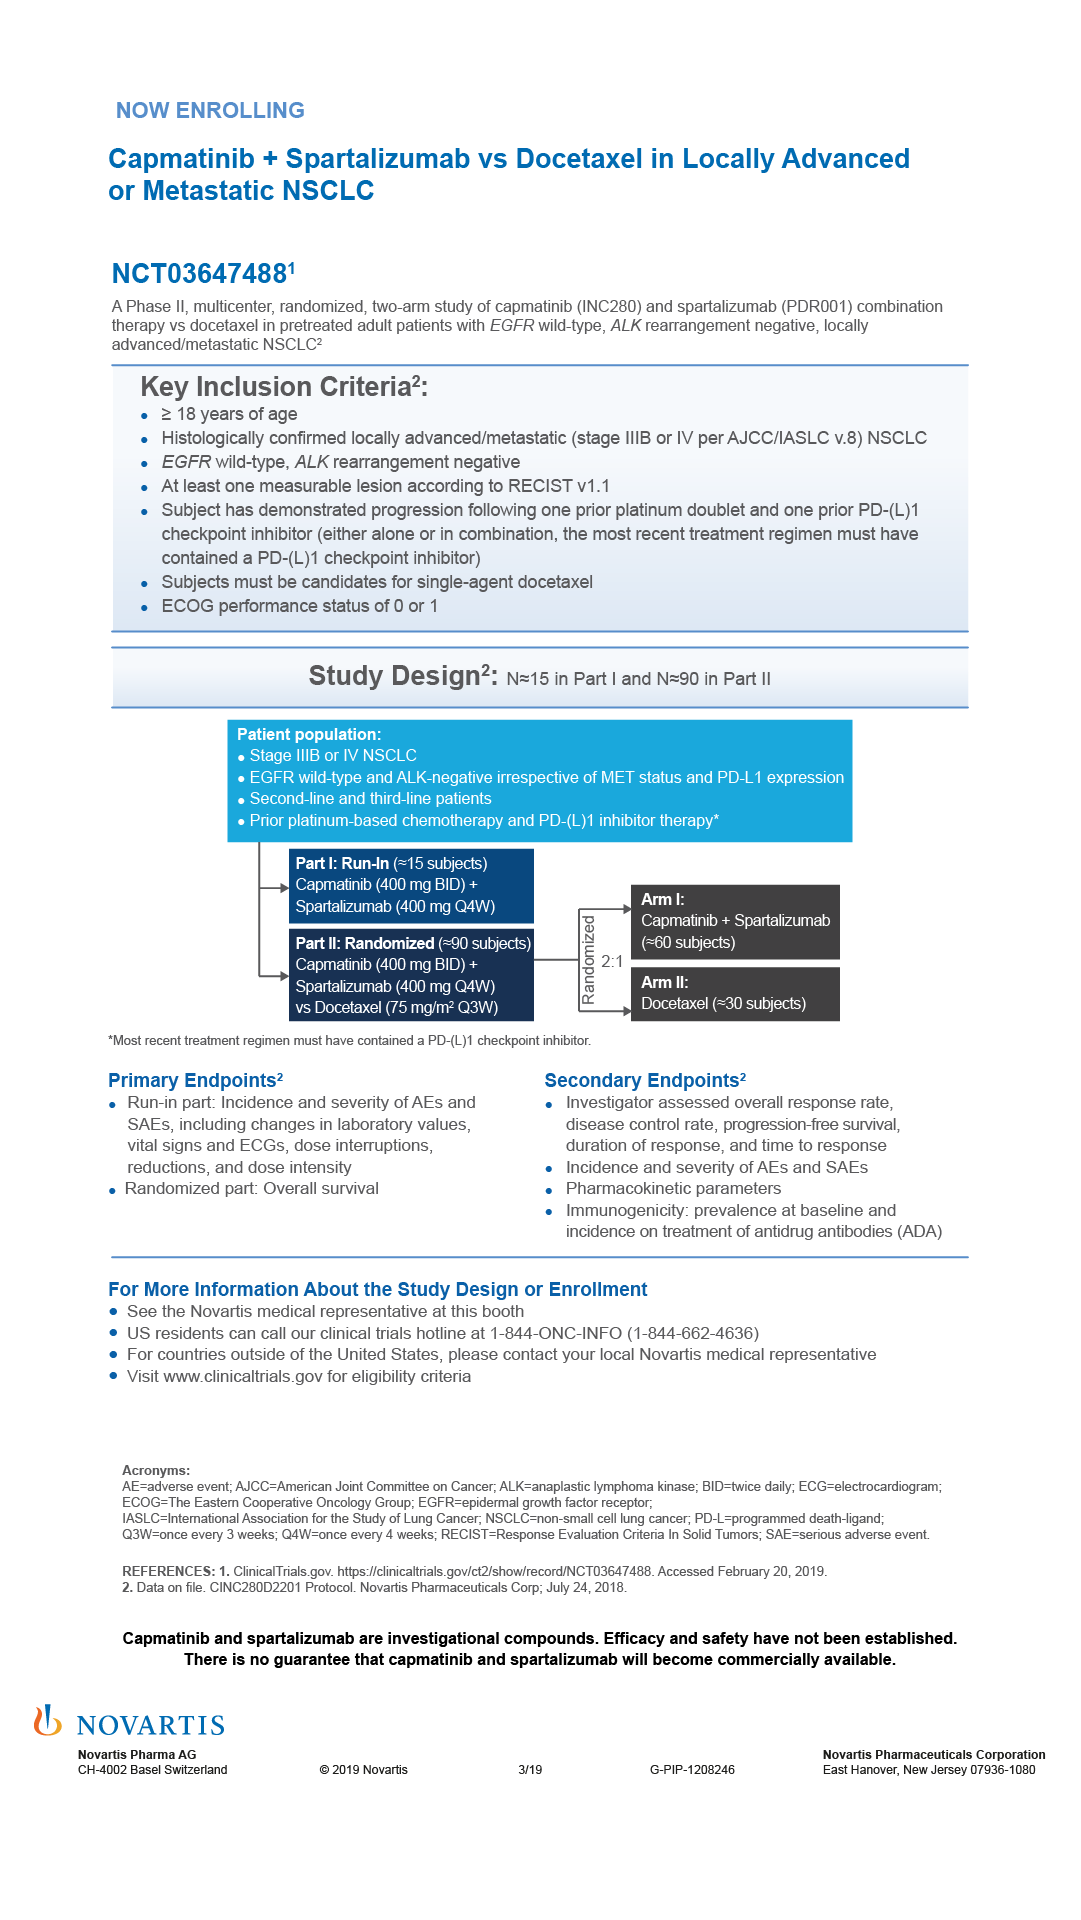 NOW ENROLLING
Capmatinib + Spartalizumab vs Docetaxel in Locally Advanced
or Metastatic NSCLC
NCT03647488¹
A Phase II, multicenter, randomized, two-arm study of capmatinib (INC280) and spartalizumab (PDR001) combination
therapy vs docetaxel in pretreated adult patients with EGFR wild-type, ALK rearrangement negative, locally
advanced/metastatic NSCLC²
Key Inclusion Criteria²:
• ≥ 18 years of age
• Histologically confirmed locally advanced/metastatic (stage IIIB or IV per AJCC/IASLC v.8) NSCLC
• EGFR wild-type, ALK rearrangement negative
• At least one measurable lesion according to RECIST v1.1
• Subject has demonstrated progression following one prior platinum doublet and one prior PD-(L)1
checkpoint inhibitor (either alone or in combination, the most recent treatment regimen must have
contained a PD-(L)1 checkpoint inhibitor)
• Subjects must be candidates for single-agent docetaxel
• ECOG performance status of 0 or 1
Study Design²: N≈15 in Part I and N≈90 in Part II
Patient population:
• Stage IIIB or IV NSCLC
• EGFR wild-type and ALK-negative irrespective of MET status and PD-L1 expression
• Second-line and third-line patients
• Prior platinum-based chemotherapy and PD-(L)1 inhibitor therapy*
Part I: Run-In (≈15 subjects)
Capmatinib (400 mg BID) +
Spartalizumab (400 mg Q4W)
Part II: Randomized (≈90 subjects)
Capmatinib (400 mg BID) +
Spartalizumab (400 mg Q4W)
vs Docetaxel (75 mg/m² Q3W)
Randomized
2:1
Arm I:
Capmatinib + Spartalizumab
(≈60 subjects)
Arm II:
Docetaxel (≈30 subjects)
*Most recent treatment regimen must have contained a PD-(L)1 checkpoint inhibitor.
Primary Endpoints²
• Run-in part: Incidence and severity of AEs and
SAEs, including changes in laboratory values,
vital signs and ECGs, dose interruptions,
reductions, and dose intensity
• Randomized part: Overall survival
Secondary Endpoints²
• Investigator assessed overall response rate,
disease control rate, progression-free survival,
duration of response, and time to response
• Incidence and severity of AEs and SAEs
• Pharmacokinetic parameters
• Immunogenicity: prevalence at baseline and
incidence on treatment of antidrug antibodies (ADA)
For More Information About the Study Design or Enrollment
• See the Novartis medical representative at this booth
• US residents can call our clinical trials hotline at 1-844-ONC-INFO (1-844-662-4636)
• For countries outside of the United States, please contact your local Novartis medical representative
• Visit www.clinicaltrials.gov for eligibility criteria
Acronyms:
AE=adverse event; AJCC=American Joint Committee on Cancer; ALK=anaplastic lymphoma kinase; BID=twice daily; ECG=electrocardiogram;
ECOG=The Eastern Cooperative Oncology Group; EGFR=epidermal growth factor receptor;
IASLC=International Association for the Study of Lung Cancer; NSCLC=non-small cell lung cancer; PD-L=programmed death-ligand;
Q3W=once every 3 weeks; Q4W=once every 4 weeks; RECIST=Response Evaluation Criteria In Solid Tumors; SAE=serious adverse event.
REFERENCES: 1. ClinicalTrials.gov. https://clinicaltrials.gov/ct2/show/record/NCT03647488. Accessed February 20, 2019.
2. Data on file. CINC280D2201 Protocol. Novartis Pharmaceuticals Corp; July 24, 2018.
Capmatinib and spartalizumab are investigational compounds. Efficacy and safety have not been established.
There is no guarantee that capmatinib and spartalizumab will become commercially available.
NOVARTIS
Novartis Pharma AG
CH-4002 Basel Switzerland
© 2019 Novartis
3/19
G-PIP-1208246
Novartis Pharmaceuticals Corporation
East Hanover, New Jersey 07936-1080